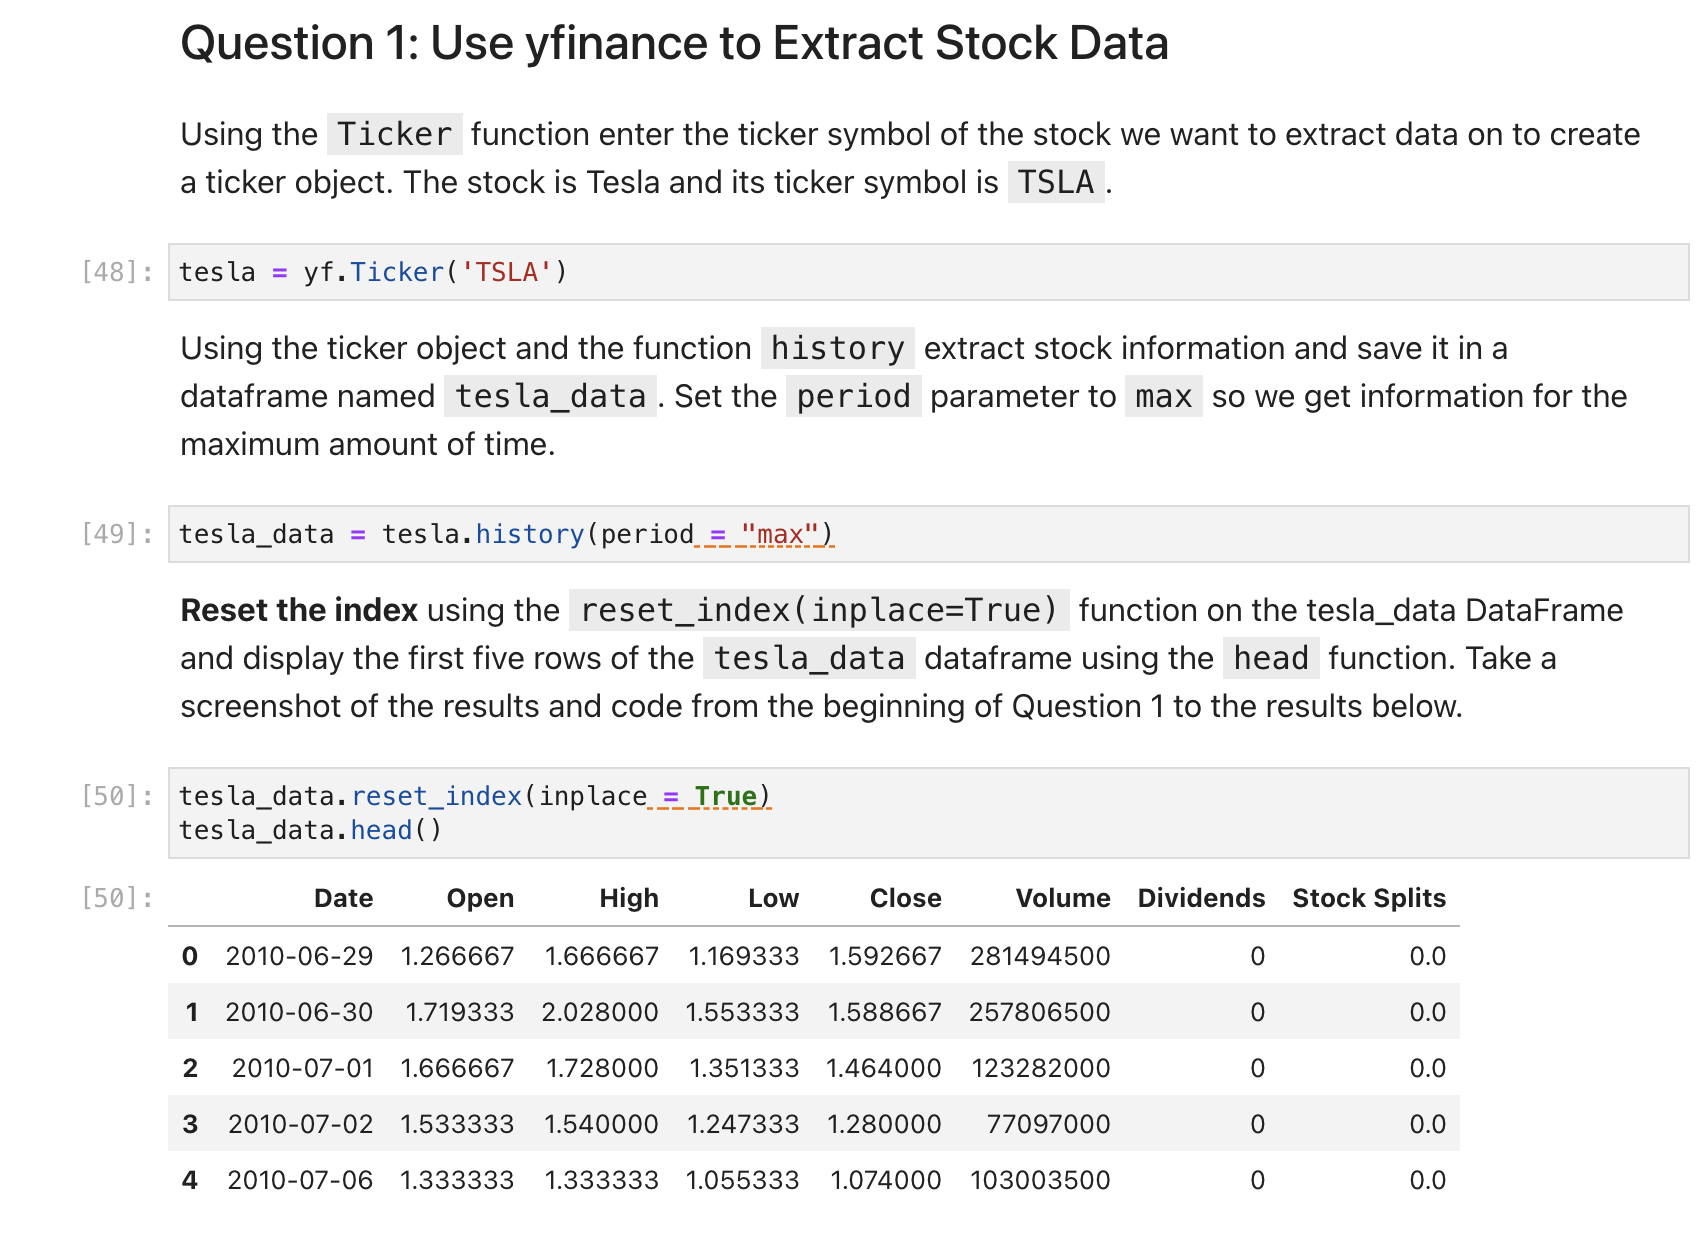 Question 1: Use yfinance to Extract Stock Data
Using the Ticker function enter the ticker symbol of the stock we want to extract data on to create
a ticker object. The stock is Tesla and its ticker symbol is TSLA .
[48]: tesla = yf.Ticker('TSLA')
Using the ticker object and the function history extract stock information and save it in a
dataframe named tesla_data . Set the period parameter to max so we get information for the
maximum amount of time.
[49]: tesla_data = tesla.history(period = "max")
Reset the index using the reset_index(inplace=True) function on the tesla_data DataFrame
and display the first five rows of the tesla_data dataframe using the head function. Take a
screenshot of the results and code from the beginning of Question 1 to the results below.
[50]: tesla_data.reset_index(inplace = True)
tesla_data.head()
[50]: Date Open High Low Close Volume Dividends Stock Splits
0 2010-06-29 1.266667 1.666667 1.169333 1.592667 281494500 0 0.0
1 2010-06-30 1.719333 2.028000 1.553333 1.588667 257806500 0 0.0
2 2010-07-01 1.666667 1.728000 1.351333 1.464000 123282000 0 0.0
3 2010-07-02 1.533333 1.540000 1.247333 1.280000 77097000 0 0.0
4 2010-07-06 1.333333 1.333333 1.055333 1.074000 103003500 0 0.0